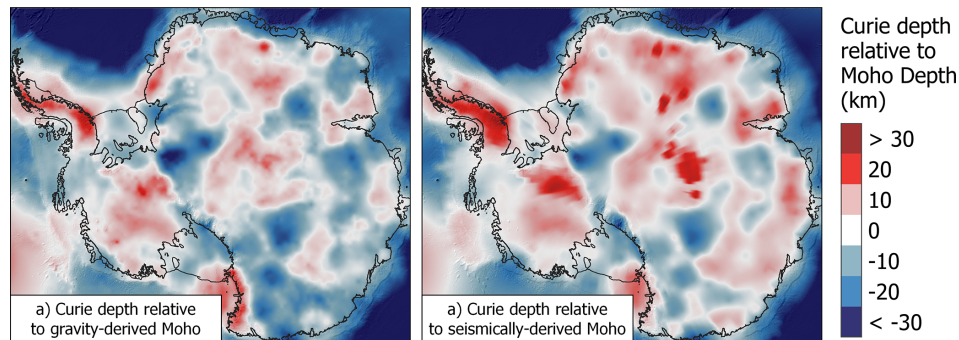 a) Curie depth relative
to gravity-derived Moho
a) Curie depth relative
to seismically-derived Moho
Curie depth
relative to
Moho Depth
(km)
> 30
20
10
0
-10
-20
< -30